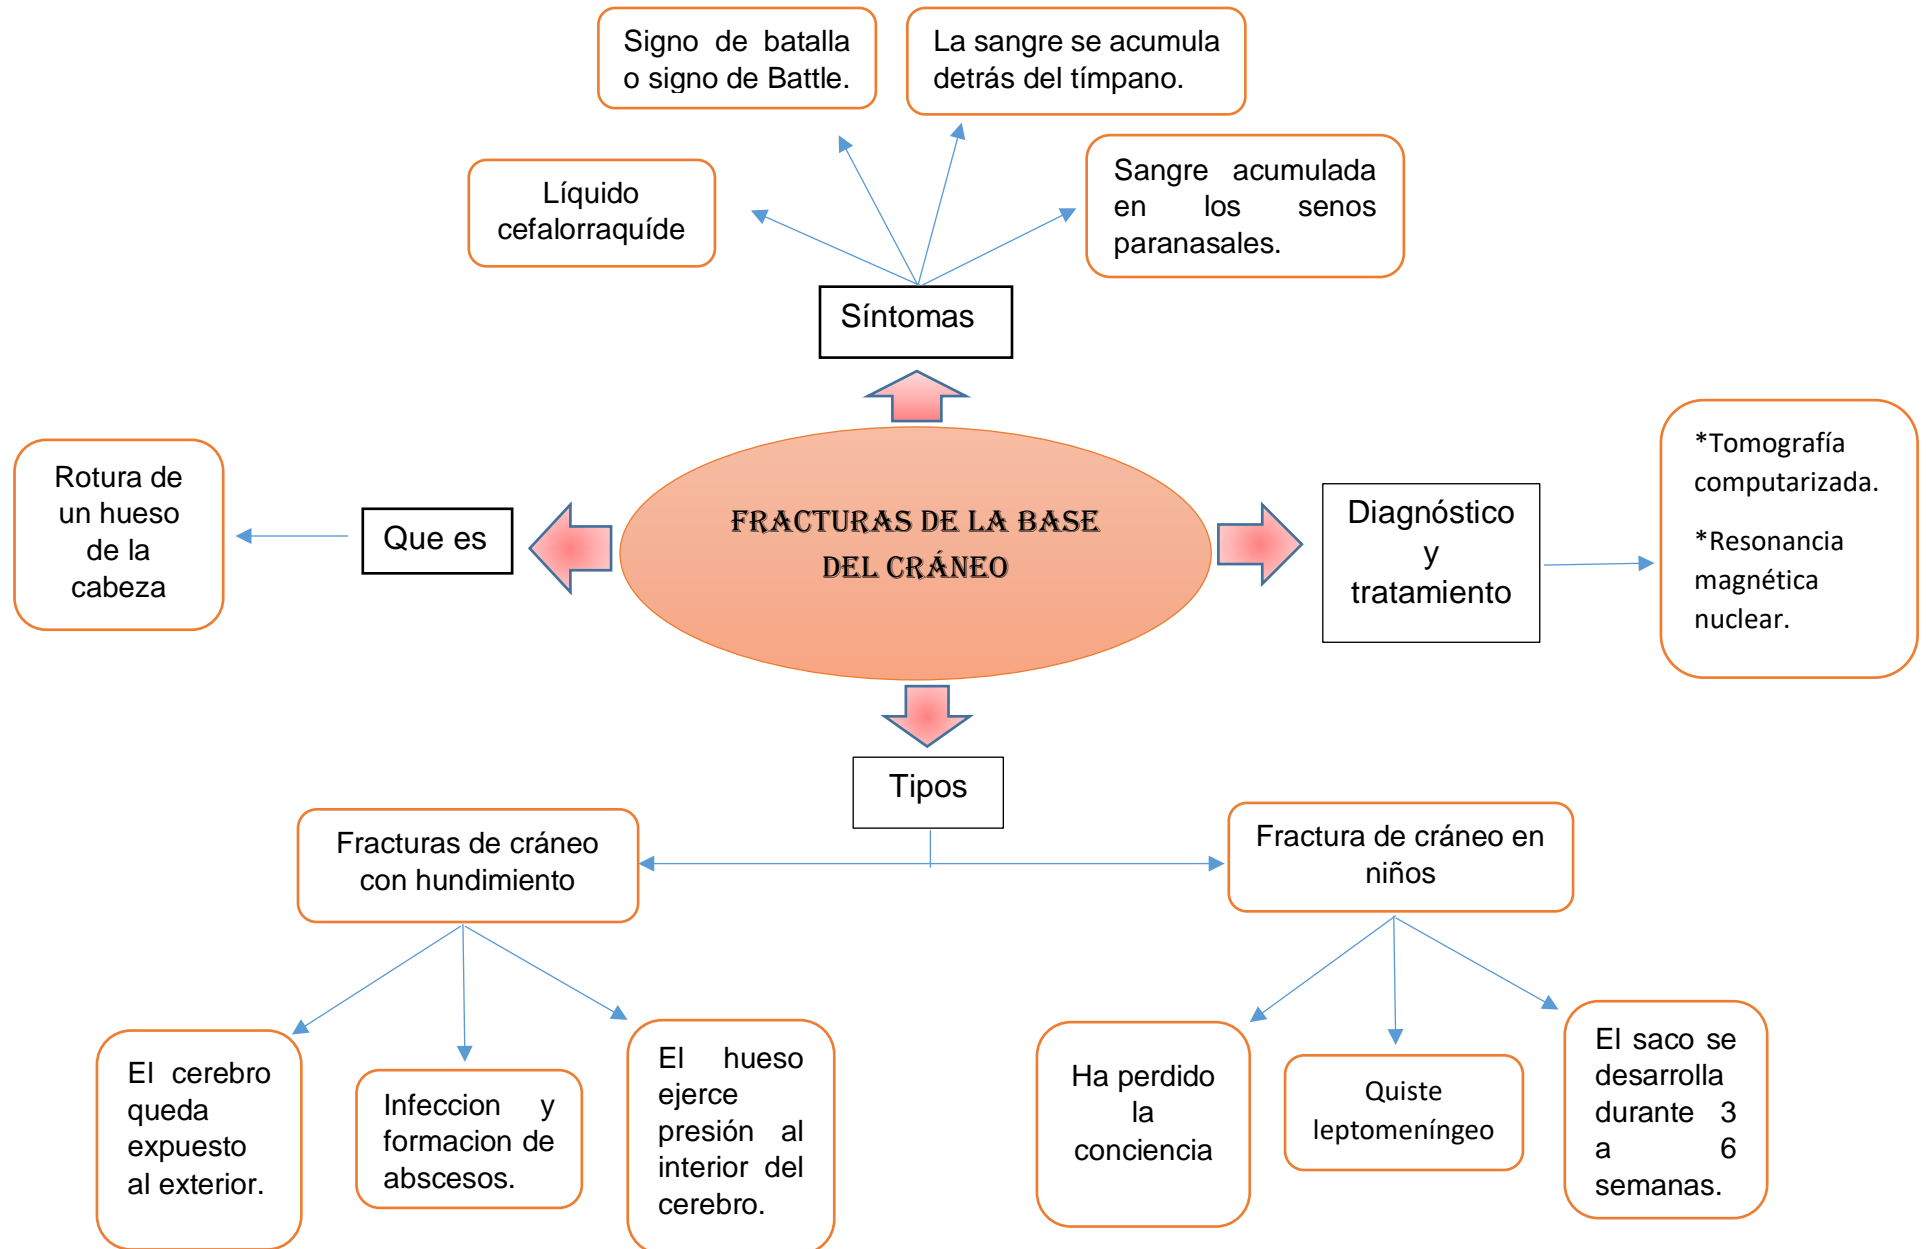 Signo de batalla
o signo de Battle.
La sangre se acumula
detrás del tímpano.
Líquido
cefalorraquíde
Sangre acumulada
en los senos
paranasales.
Síntomas
Rotura de
un hueso
de la
cabeza
Que es
FRACTURAS DE LA BASE
DEL CRÁNEO
Diagnóstico
y
tratamiento
*Tomografía
computarizada.
*Resonancia
magnética
nuclear.
Tipos
Fracturas de cráneo
con hundimiento
Fractura de cráneo en
niños
El cerebro
queda
expuesto
al exterior.
Infeccion y
formacion de
abscesos.
El hueso
ejerce
presión al
interior del
cerebro.
Ha perdido
la
conciencia
Quiste
leptomeníngeo
El saco se
desarrolla
durante 3
a 6
semanas.